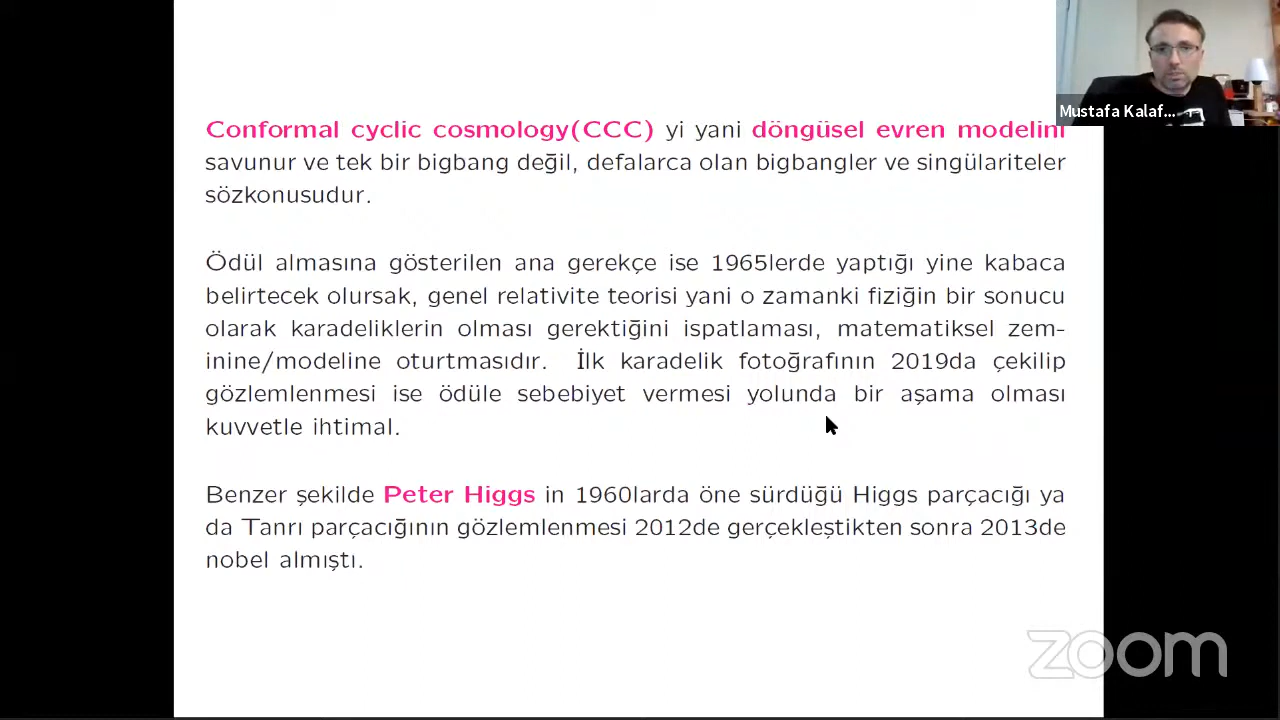 Conformal cyclic cosmology(CCC) yi yani döngüsel evren modelini
savunur ve tek bir bigbang değil, defalarca olan bigbangler ve singülariteler
sözkonusudur.
Ödül almasına gösterilen ana gerekçe ise 1965lerde yaptığı yine kabaca
belirtecek olursak, genel relativite teorisi yani o zamanki fiziğin bir sonucu
olarak karadeliklerin olması gerektiğini ispatlaması, matematiksel zem-
inine/modeline oturtmasıdır. İlk karadelik fotoğrafının 2019da çekilip
gözlemlenmesi ise ödüle sebebiyet vermesi yolunda bir aşama olması
kuvvetle ihtimal.
Benzer şekilde Peter Higgs in 1960larda öne sürdüğü Higgs parçacığı ya
da Tanrı parçacığının gözlemlenmesi 2012de gerçekleştikten sonra 2013de
nobel almıştı.
Mustafa Kalaf...
zoom